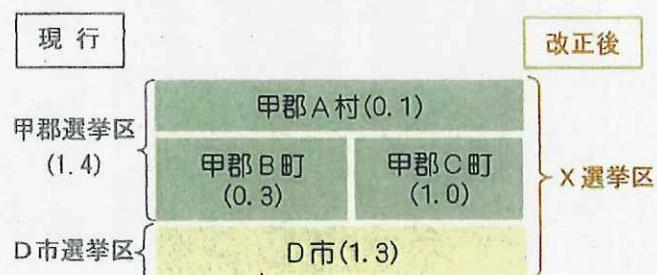 現行
改正後
甲郡選挙区
(1.4)
甲郡A村(0.1)
甲郡B町
(0.3)
甲郡C町
(1.0)
X選挙区
D市選挙区
D市(1.3)